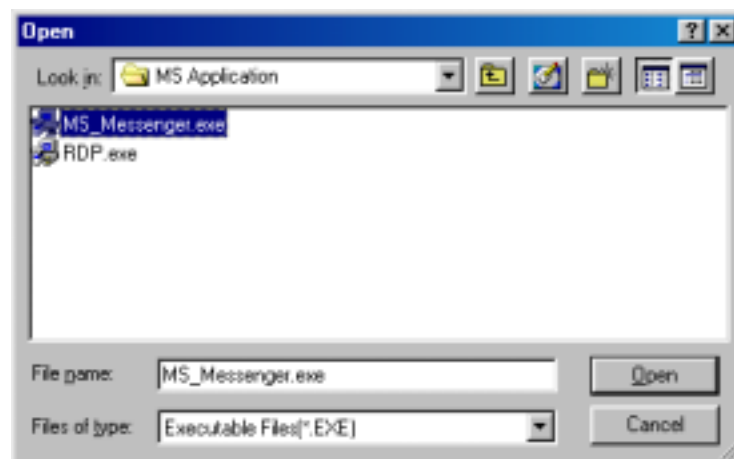 Open
Look in: MS Application
MS_Messenger.exe
RDP.exe
File name: MS_Messenger.exe Open
Files of type: Executable Files(*.EXE) Cancel